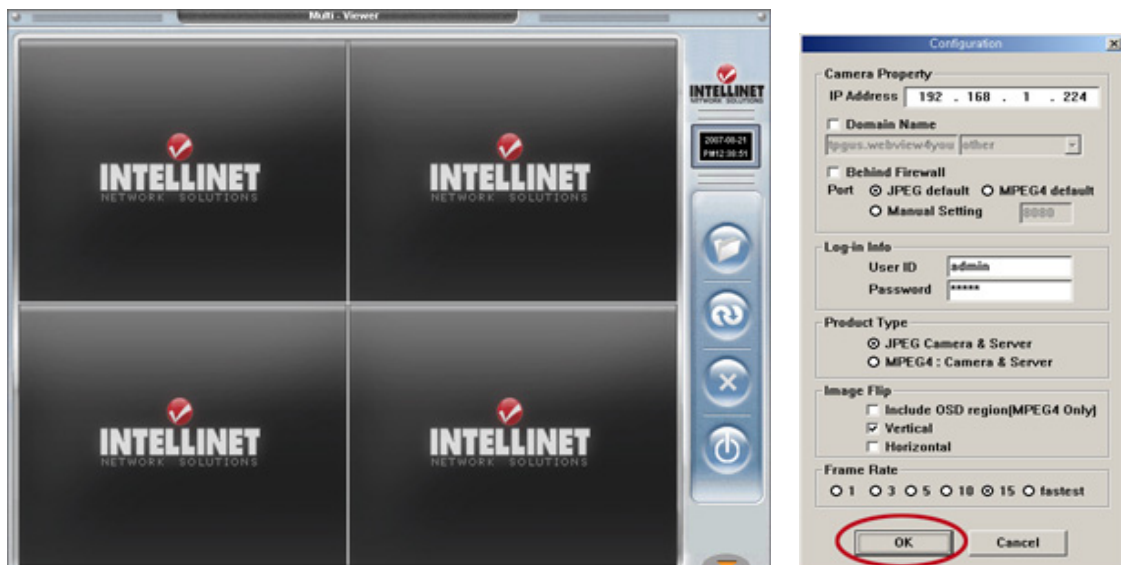 Multi - Viewer
INTELLINET
NETWORK SOLUTIONS
INTELLINET
NETWORK SOLUTIONS
INTELLINET
NETWORK SOLUTIONS
2007-08-21
PM12:38:51
INTELLINET
NETWORK SOLUTIONS
INTELLINET
NETWORK SOLUTIONS
Configuration
Camera Property
IP Address 192 . 168 . 1 . 224
Domain Name
tpgus.webview4you other
Behind Firewall
Port JPEG default MPEG4 default
Manual Setting 8080
Log-in Info
User ID admin
Password *****
Product Type
JPEG Camera & Server
MPEG4 : Camera & Server
Image Flip
Include OSD region(MPEG4 Only)
Vertical
Horizontal
Frame Rate
1 3 5 10 15 fastest
OK Cancel